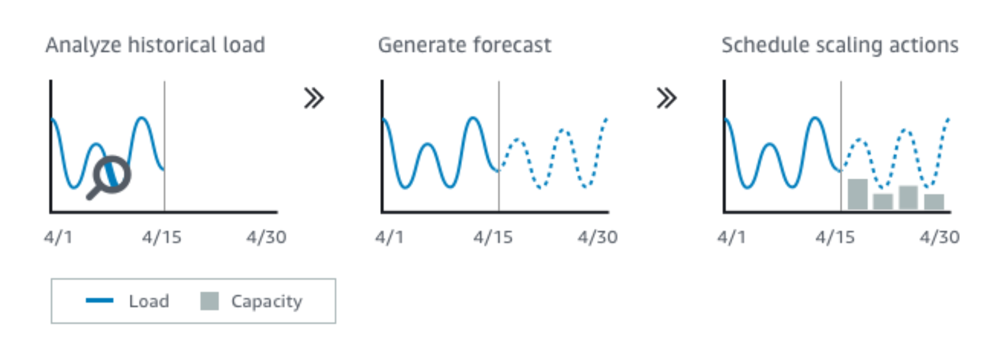 Analyze historical load
Generate forecast
Schedule scaling actions
4/1 4/15 4/30
4/1 4/15 4/30
4/1 4/15 4/30
Load Capacity